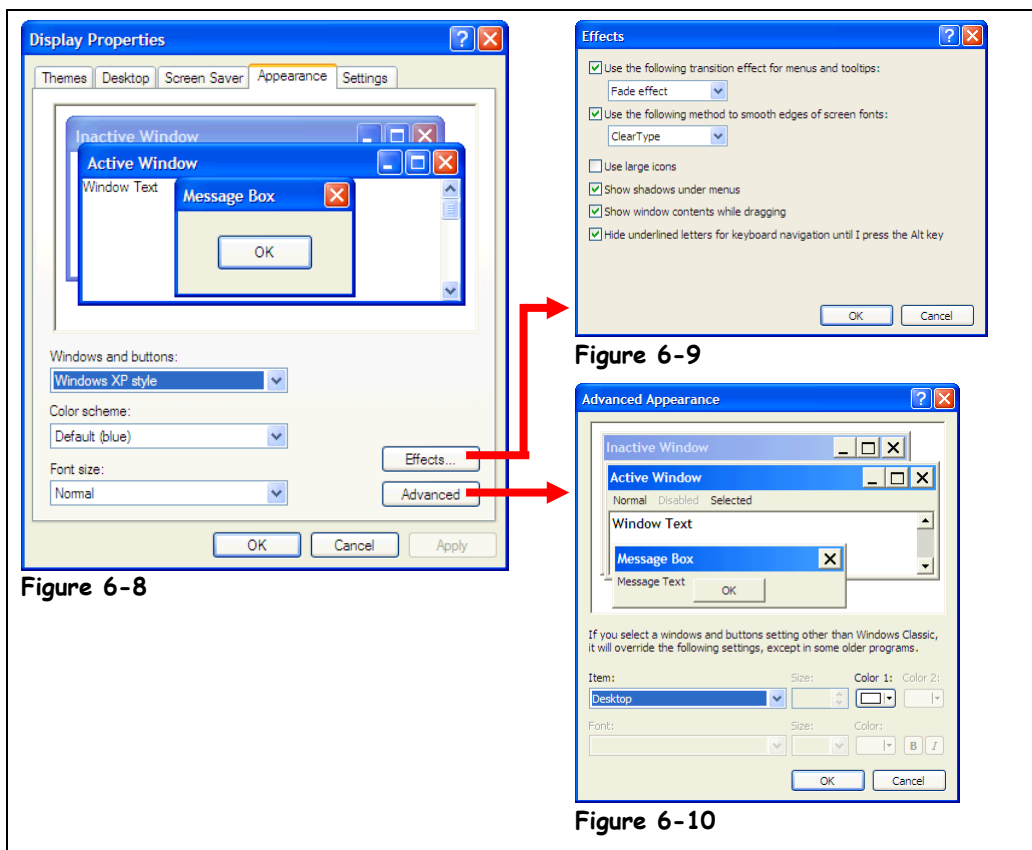 Display Properties
Themes Desktop Screen Saver Appearance Settings
Inactive Window
Active Window
Window Text
Message Box
OK
Windows and buttons:
Windows XP style
Color scheme:
Default (blue)
Font size:
Normal
Effects...
Advanced
OK Cancel Apply
Figure 6-8
Effects
Use the following transition effect for menus and tooltips:
Fade effect
Use the following method to smooth edges of screen fonts:
ClearType
Use large icons
Show shadows under menus
Show window contents while dragging
Hide underlined letters for keyboard navigation until I press the Alt key
OK Cancel
Figure 6-9
Advanced Appearance
Inactive Window
Active Window
Normal Disabled Selected
Window Text
Message Box
Message Text
OK
If you select a windows and buttons setting other than Windows Classic,
it will override the following settings, except in some older programs.
Item: Size: Color 1: Color 2:
Desktop
Font: Size: Color:
B I
OK Cancel
Figure 6-10